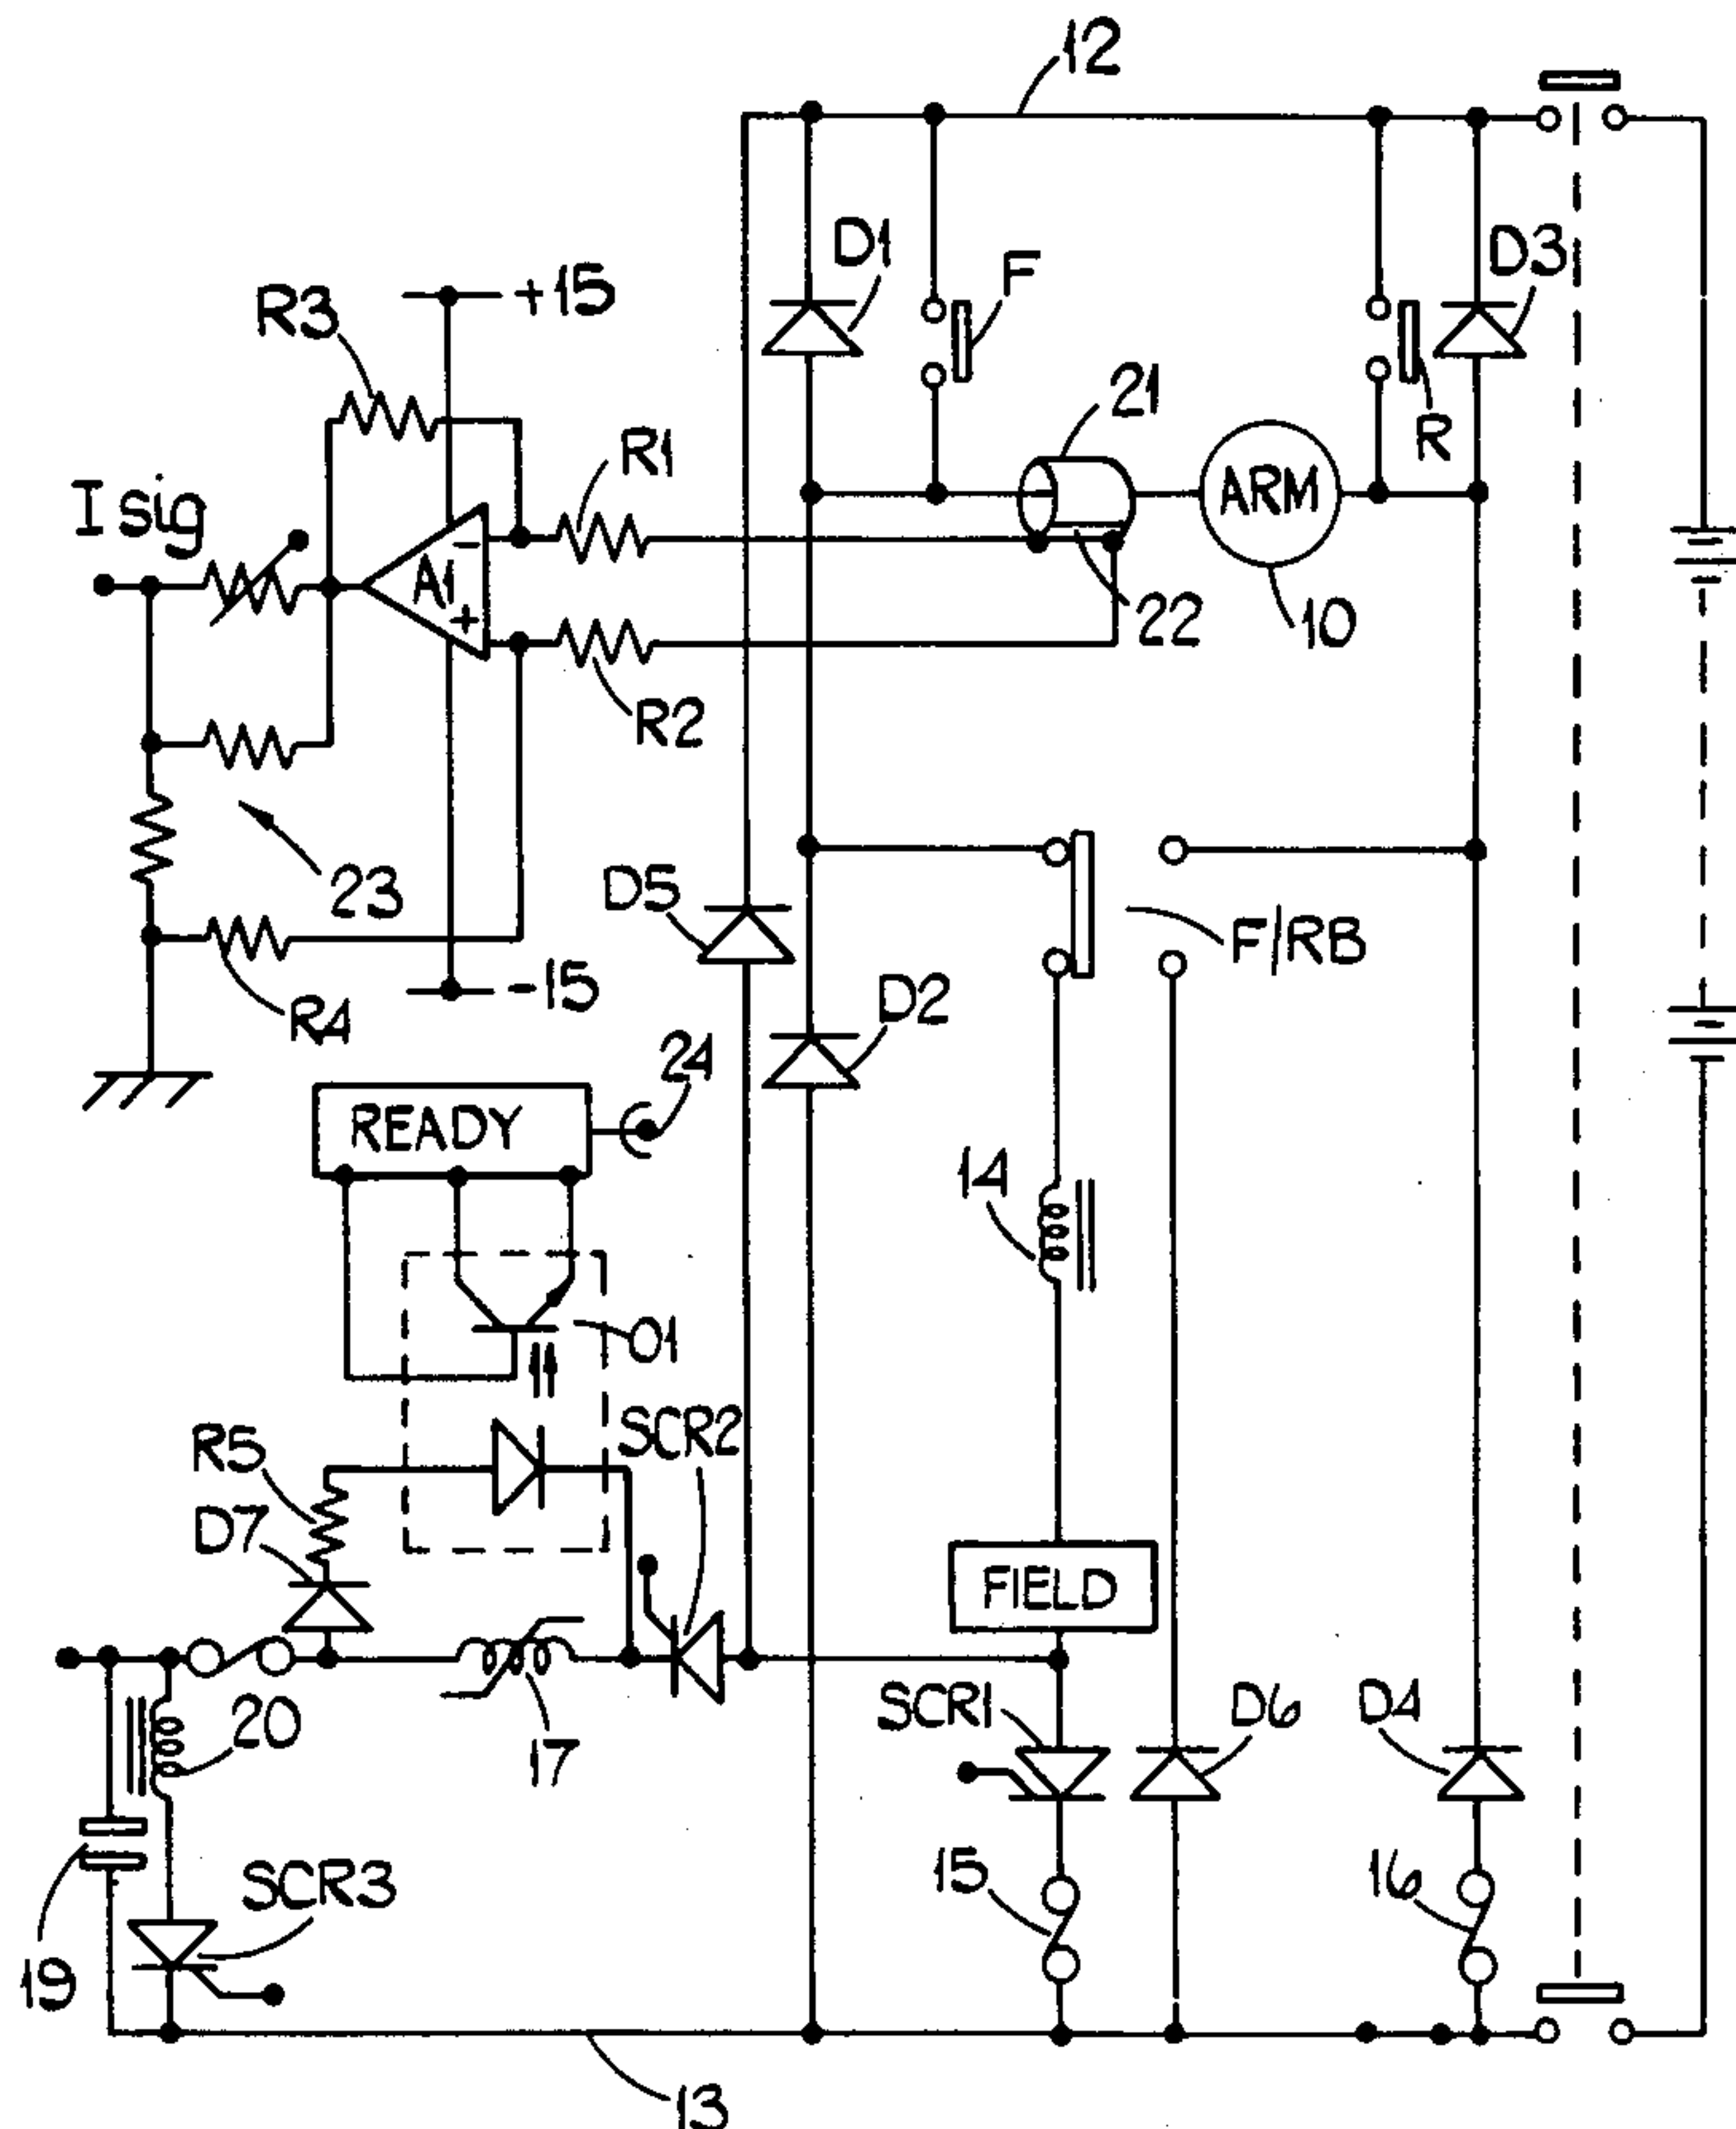 12
D1
F
D3
R3
+15
21
R
R1
I sig
A1
-
+
ARM
22
10
R2
23
D5
F/RB
R4
-15
D2
24
READY
14
01
SCR2
R5
D7
FIELD
20
17
SCR1
D6
D4
19
SCR3
15
16
13